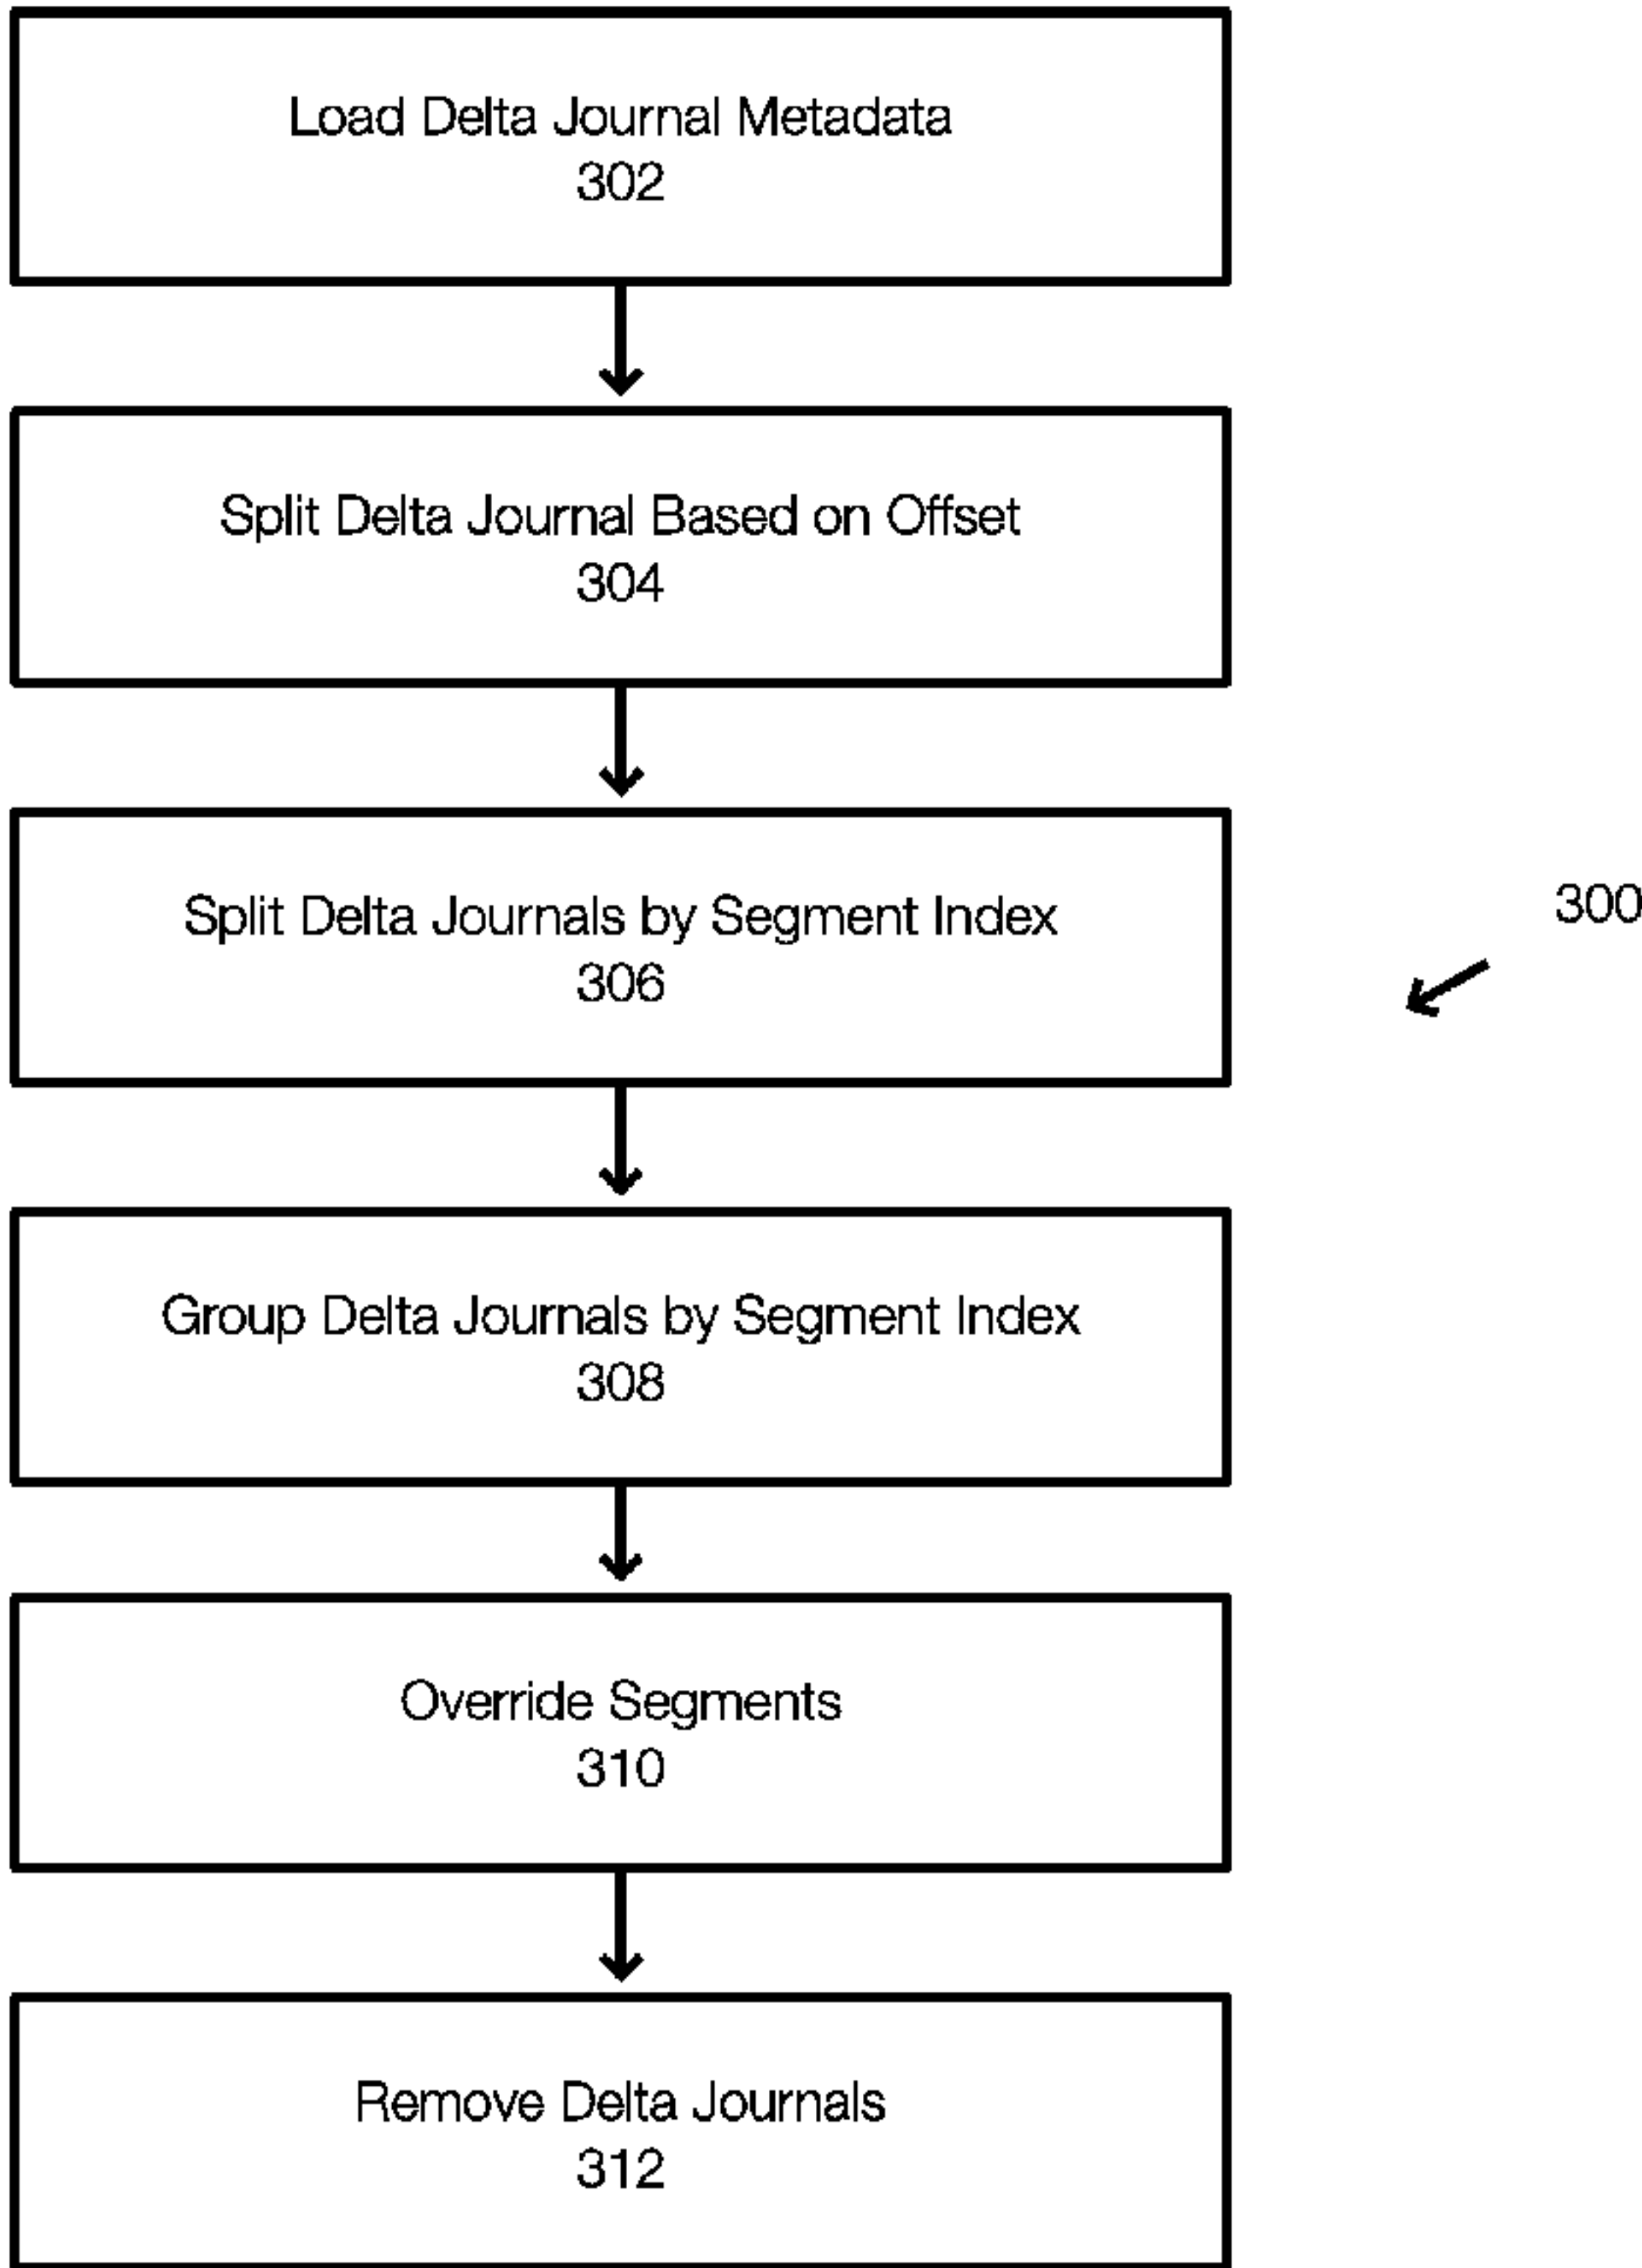 Load Delta Journal Metadata
302
Split Delta Journal Based on Offset
304
Split Delta Journals by Segment Index
306
300
Group Delta Journals by Segment Index
308
Override Segments
310
Remove Delta Journals
312